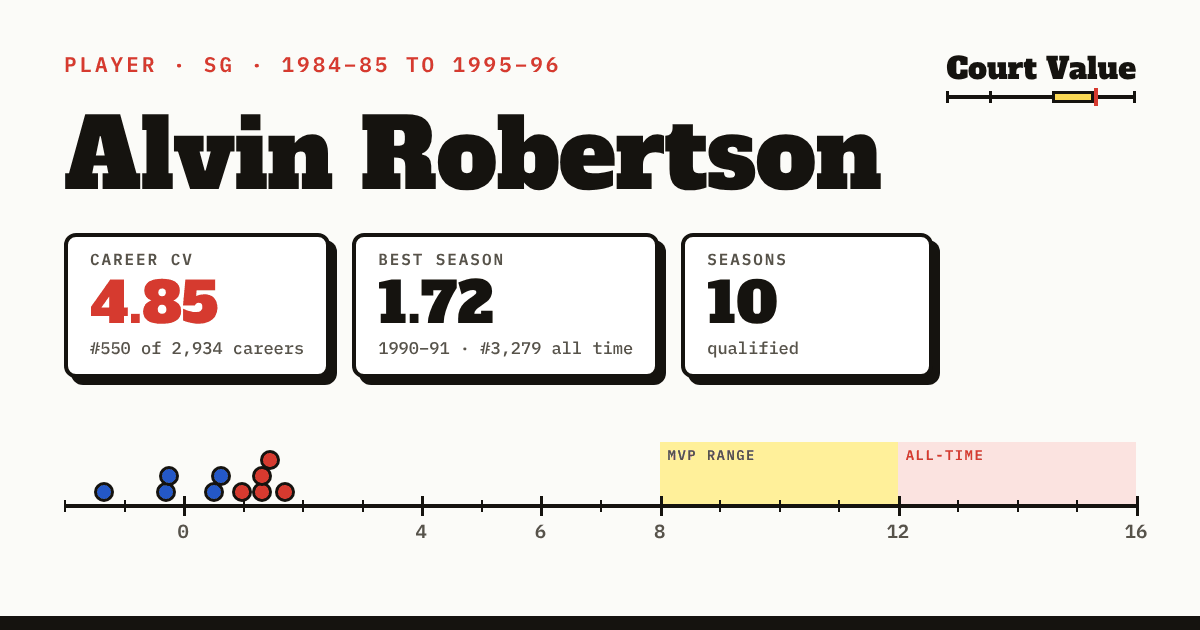 PLAYER · SG · 1984–85 TO 1995–96
Court Value
Alvin Robertson
CAREER CV
4.85
#550 of 2,934 careers
BEST SEASON
1.72
1990–91 · #3,279 all time
SEASONS
10
qualified
MVP RANGE
ALL-TIME
0 4 6 8 12 16